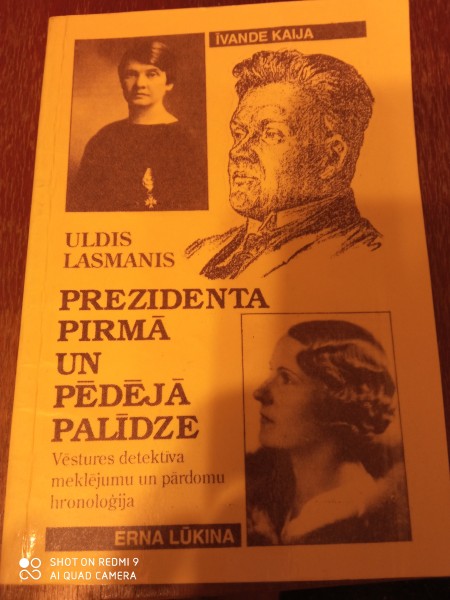 ĪVANDE KAIJA
ULDIS
LASMANIS
PREZIDENTA
PIRMĀ
UN
PĒDĒJĀ
PALĪDZE
Vēstures detektīva
meklējumu un pārdomu
hronoloģija
ERNA LŪKINA
SHOT ON REDMI 9
AI QUAD CAMERA